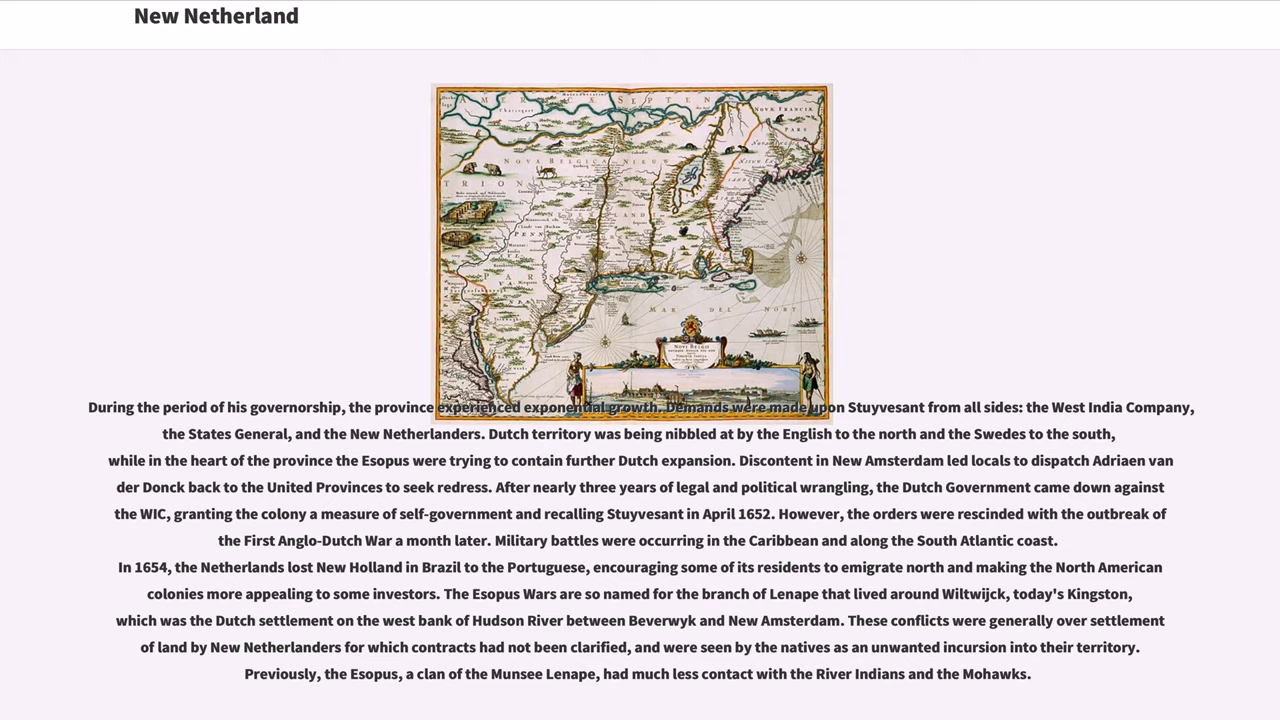 New Netherland
AMERICÆ SEPTEN
NOVA BELGICA NIEUW
TRIONA
MAR DEL NORT
NOVI BELGII
During the period of his governorship, the province experienced exponential growth. Demands were made upon Stuyvesant from all sides: the West India Company,
the States General, and the New Netherlanders. Dutch territory was being nibbled at by the English to the north and the Swedes to the south,
while in the heart of the province the Esopus were trying to contain further Dutch expansion. Discontent in New Amsterdam led locals to dispatch Adriaen van
der Donck back to the United Provinces to seek redress. After nearly three years of legal and political wrangling, the Dutch Government came down against
the WIC, granting the colony a measure of self-government and recalling Stuyvesant in April 1652. However, the orders were rescinded with the outbreak of
the First Anglo-Dutch War a month later. Military battles were occurring in the Caribbean and along the South Atlantic coast.
In 1654, the Netherlands lost New Holland in Brazil to the Portuguese, encouraging some of its residents to emigrate north and making the North American
colonies more appealing to some investors. The Esopus Wars are so named for the branch of Lenape that lived around Wiltwijck, today's Kingston,
which was the Dutch settlement on the west bank of Hudson River between Beverwyk and New Amsterdam. These conflicts were generally over settlement
of land by New Netherlanders for which contracts had not been clarified, and were seen by the natives as an unwanted incursion into their territory.
Previously, the Esopus, a clan of the Munsee Lenape, had much less contact with the River Indians and the Mohawks.